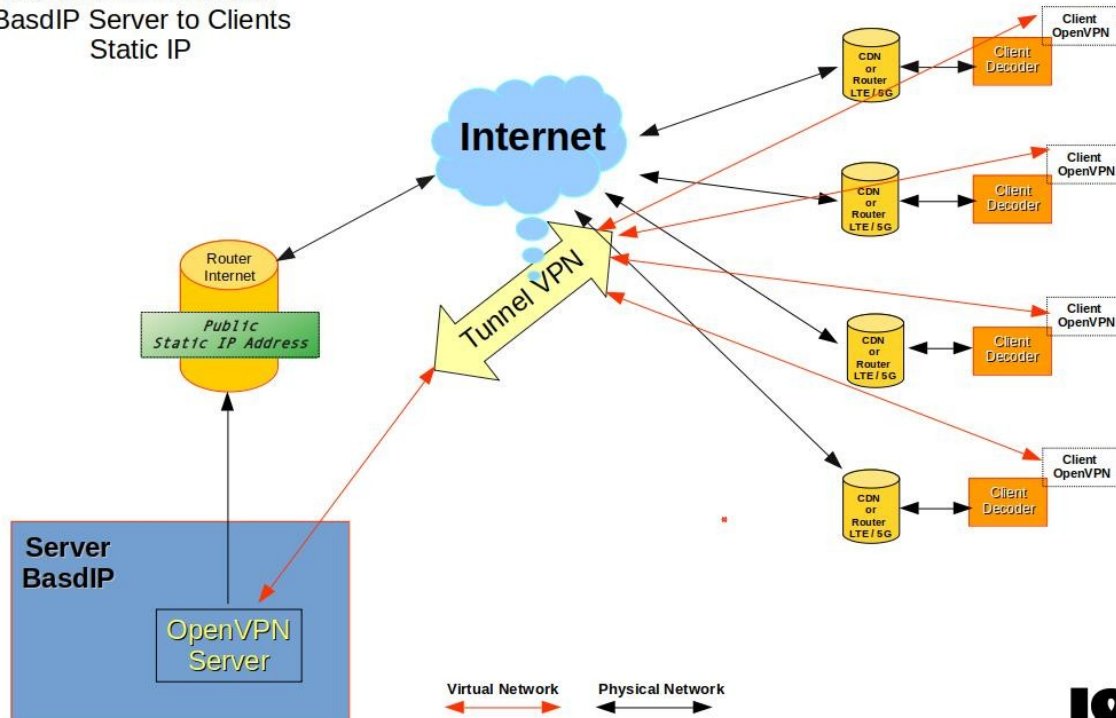 BasdIP Server to Clients
Static IP
Internet
Tunnel VPN
Router
Internet
Public
Static IP Address
Server
BasdIP
OpenVPN
Server
CDN
or
Router
LTE / 5G
Client
Decoder
Client
OpenVPN
CDN
or
Router
LTE / 5G
Client
Decoder
Client
OpenVPN
CDN
or
Router
LTE / 5G
Client
Decoder
Client
OpenVPN
CDN
or
Router
LTE / 5G
Client
Decoder
Client
OpenVPN
Virtual Network
Physical Network